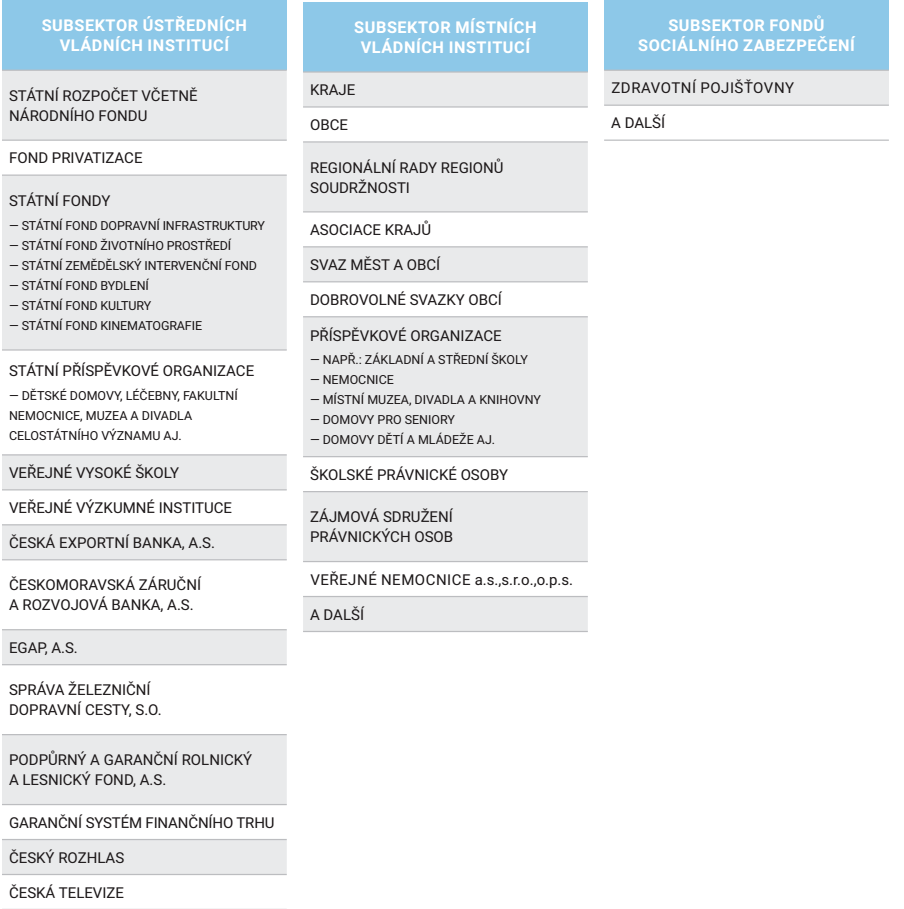 SUBSEKTOR ÚSTŘEDNÍCH
VLÁDNÍCH INSTITUCÍ
STÁTNÍ ROZPOČET VČETNĚ
NÁRODNÍHO FONDU
FOND PRIVATIZACE
STÁTNÍ FONDY
— STÁTNÍ FOND DOPRAVNÍ INFRASTRUKTURY
— STÁTNÍ FOND ŽIVOTNÍHO PROSTŘEDÍ
— STÁTNÍ ZEMĚDĚLSKÝ INTERVENČNÍ FOND
— STÁTNÍ FOND BYDLENÍ
— STÁTNÍ FOND KULTURY
— STÁTNÍ FOND KINEMATOGRAFIE
STÁTNÍ PŘÍSPĚVKOVÉ ORGANIZACE
— DĚTSKÉ DOMOVY, LÉČEBNY, FAKULTNÍ
NEMOCNICE, MUZEA A DIVADLA
CELOSTÁTNÍHO VÝZNAMU AJ.
VEŘEJNÉ VYSOKÉ ŠKOLY
VEŘEJNÉ VÝZKUMNÉ INSTITUCE
ČESKÁ EXPORTNÍ BANKA, A.S.
ČESKOMORAVSKÁ ZÁRUČNÍ
A ROZVOJOVÁ BANKA, A.S.
EGAP, A.S.
SPRÁVA ŽELEZNIČNÍ
DOPRAVNÍ CESTY, S.O.
PODPŮRNÝ A GARANČNÍ ROLNICKÝ
A LESNICKÝ FOND, A.S.
GARANČNÍ SYSTÉM FINANČNÍHO TRHU
ČESKÝ ROZHLAS
ČESKÁ TELEVIZE
SUBSEKTOR MÍSTNÍCH
VLÁDNÍCH INSTITUCÍ
KRAJE
OBCE
REGIONÁLNÍ RADY REGIONŮ
SOUDRŽNOSTI
ASOCIACE KRAJŮ
SVAZ MĚST A OBCÍ
DOBROVOLNÉ SVAZKY OBCÍ
PŘÍSPĚVKOVÉ ORGANIZACE
— NAPŘ.: ZÁKLADNÍ A STŘEDNÍ ŠKOLY
— NEMOCNICE
— MÍSTNÍ MUZEA, DIVADLA A KNIHOVNY
— DOMOVY PRO SENIORY
— DOMOVY DĚTÍ A MLÁDEŽE AJ.
ŠKOLSKÉ PRÁVNICKÉ OSOBY
ZÁJMOVÁ SDRUŽENÍ
PRÁVNICKÝCH OSOB
VEŘEJNÉ NEMOCNICE a.s.,s.r.o.,o.p.s.
A DALŠÍ
SUBSEKTOR FONDŮ
SOCIÁLNÍHO ZABEZPEČENÍ
ZDRAVOTNÍ POJIŠŤOVNY
A DALŠÍ